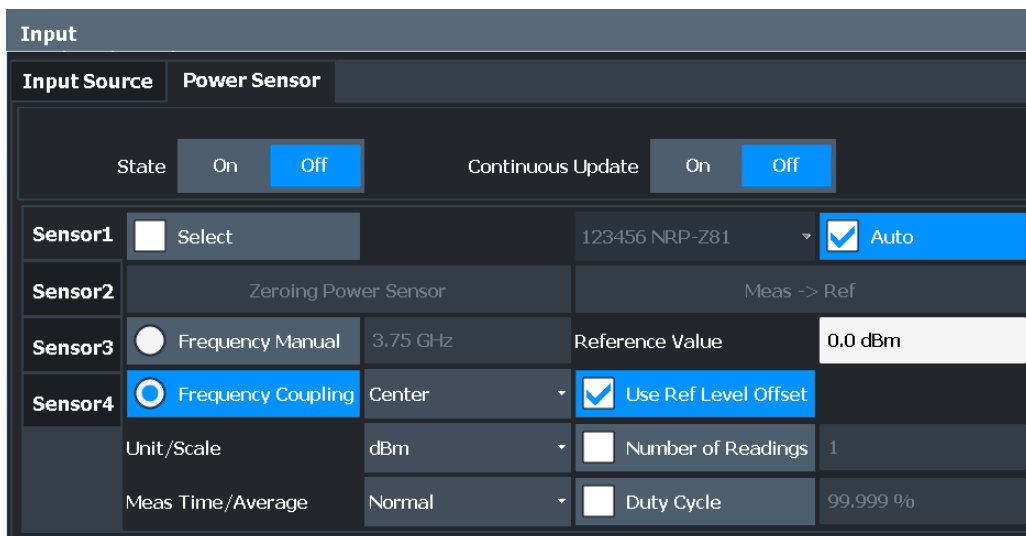 Input
Input Source Power Sensor
State On Off Continuous Update On Off
Sensor1 Select 123456 NRP-Z81 Auto
Sensor2 Zeroing Power Sensor Meas -> Ref
Sensor3 Frequency Manual 3.75 GHz Reference Value 0.0 dBm
Sensor4 Frequency Coupling Center Use Ref Level Offset
Unit/Scale dBm Number of Readings 1
Meas Time/Average Normal Duty Cycle 99.999 %